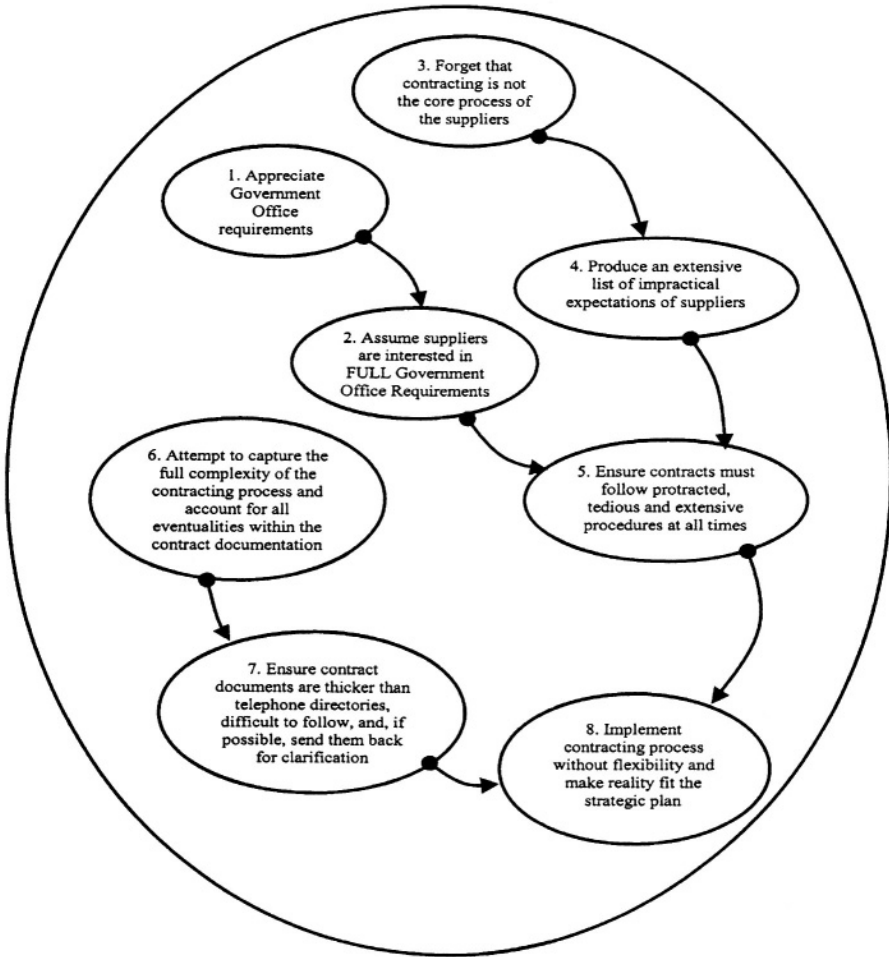 3. Forget that
contracting is not
the core process of
the suppliers
1. Appreciate
Government
Office
requirements
4. Produce an extensive
list of impractical
expectations of suppliers
2. Assume suppliers
are interested in
FULL Government
Office Requirements
6. Attempt to capture the
full complexity of the
contracting process and
account for all
eventualities within the
contract documentation
5. Ensure contracts must
follow protracted,
tedious and extensive
procedures at all times
7. Ensure contract
documents are thicker than
telephone directories,
difficult to follow, and, if
possible, send them back
for clarification
8. Implement
contracting process
without flexibility and
make reality fit the
strategic plan